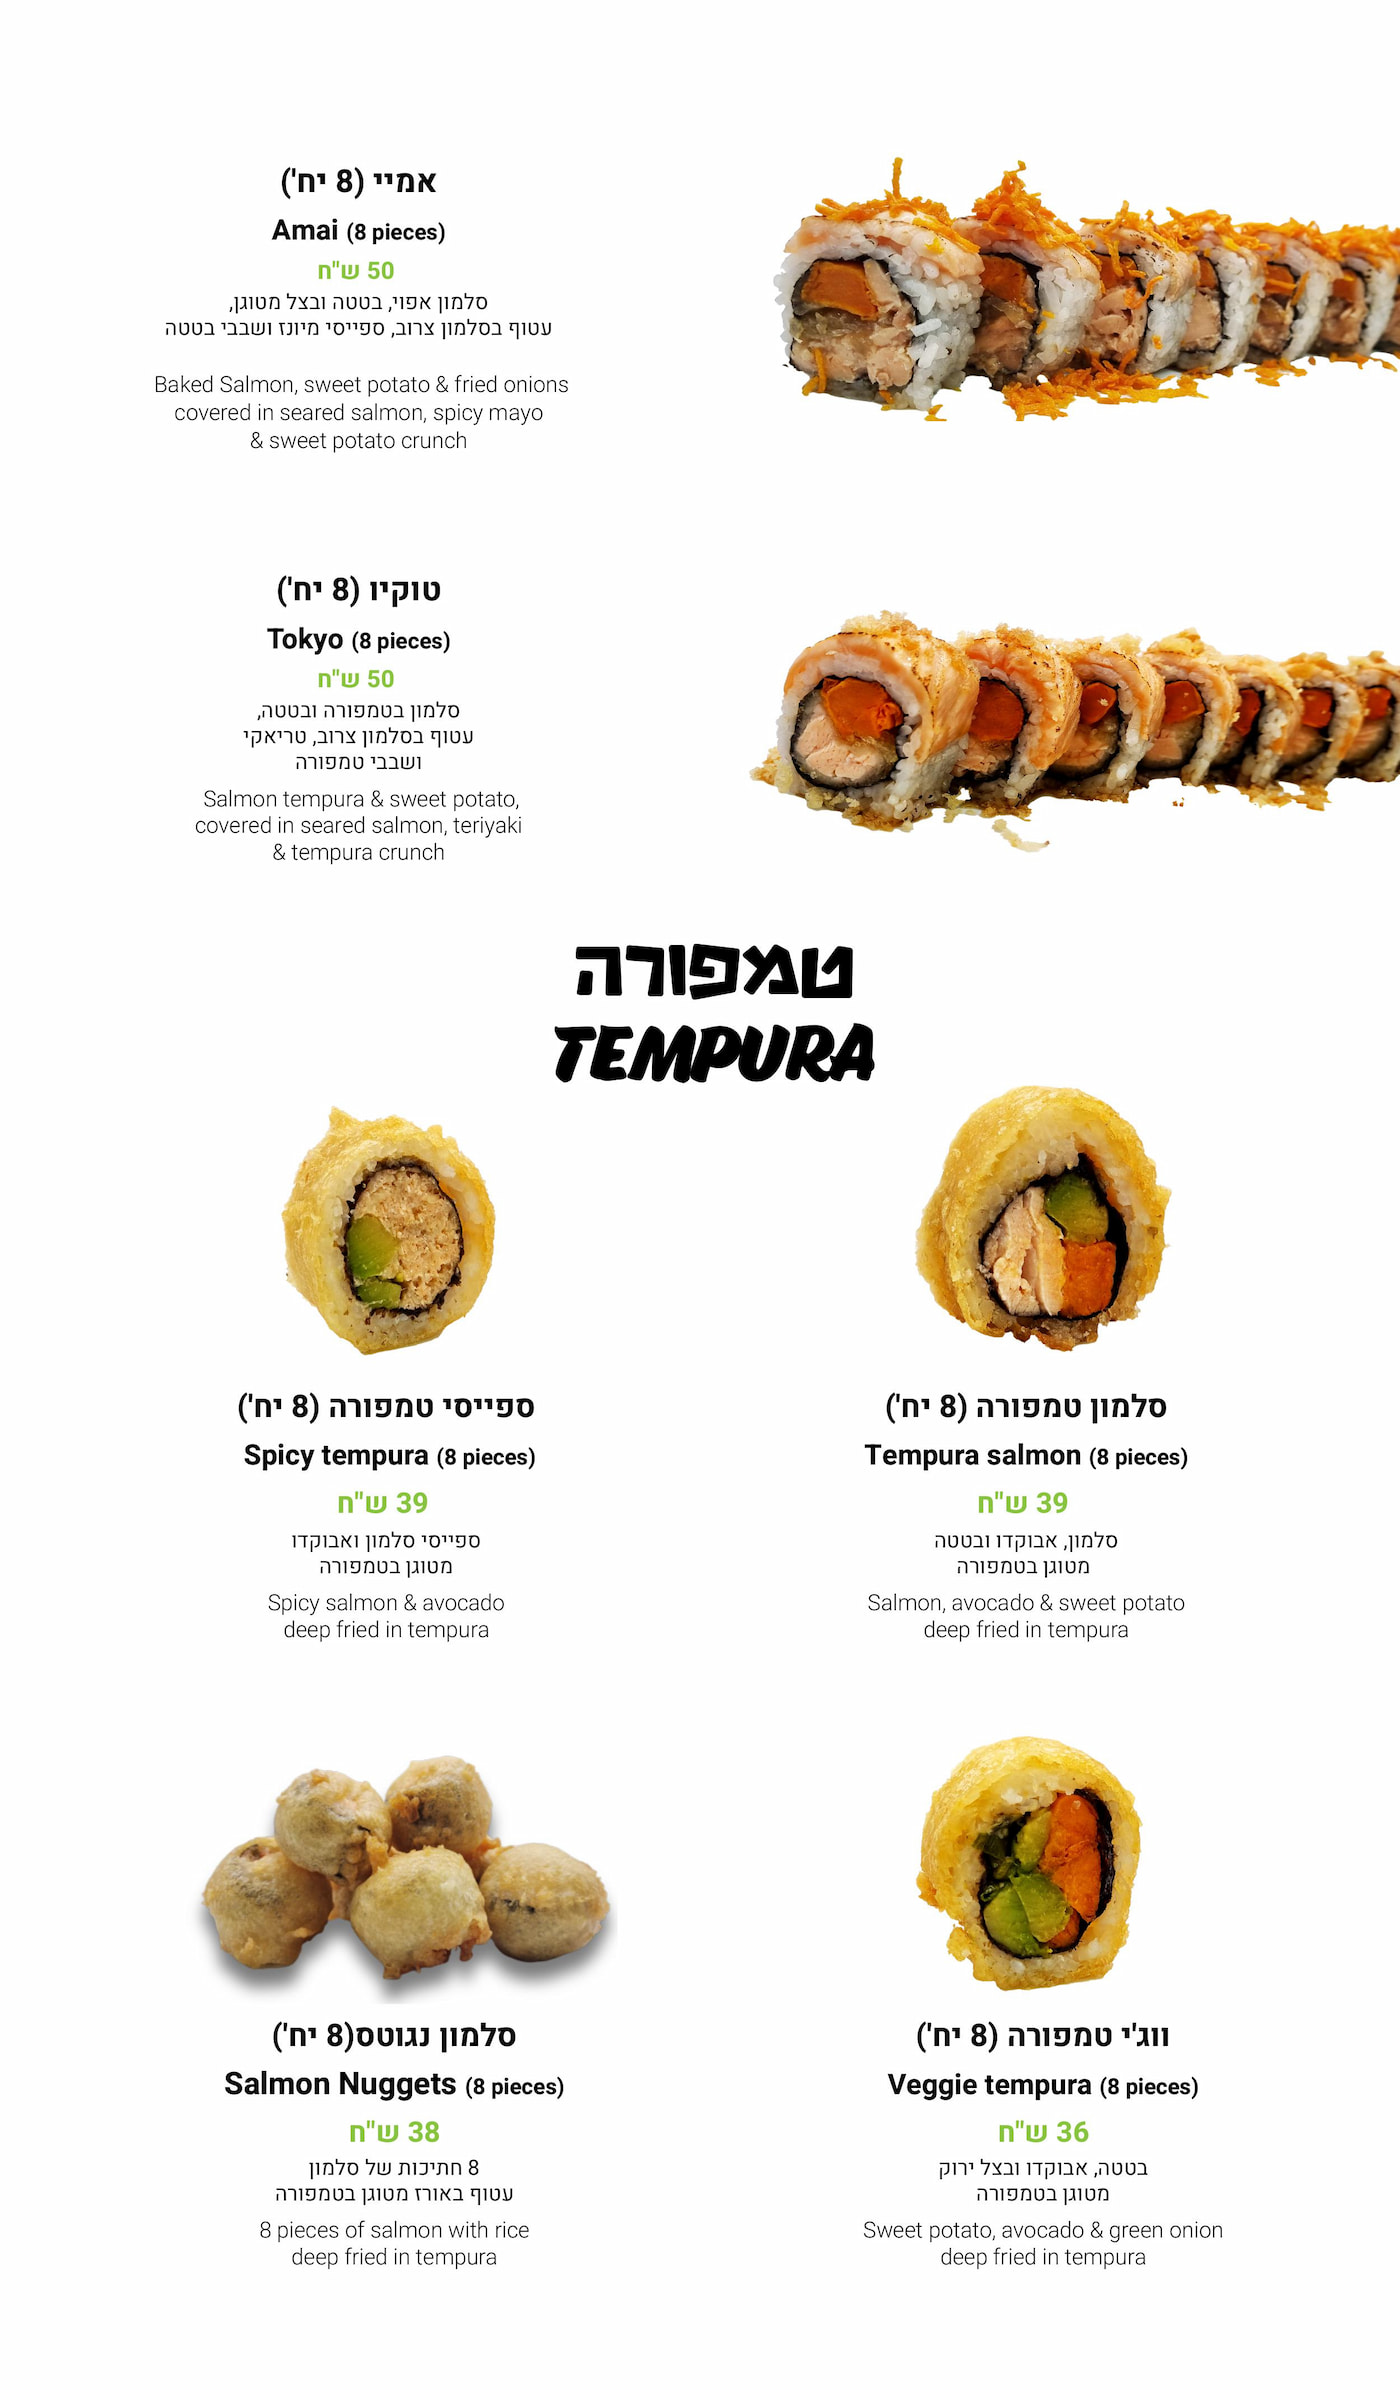 אמיי (8 יח')
Amai (8 pieces)
50 ש"ח
סלמון אפוי, בטטה ובצל מטוגן,
עטוף בסלמון צרוב, ספייסי מיונז ושבבי בטטה
Baked Salmon, sweet potato & fried onions
covered in seared salmon, spicy mayo
& sweet potato crunch
טוקיו (8 יח')
Tokyo (8 pieces)
50 ש"ח
סלמון בטמפורה ובטטה,
עטוף בסלמון צרוב, טריאקי
ושבבי טמפורה
Salmon tempura & sweet potato,
covered in seared salmon, teriyaki
& tempura crunch
טמפורה
TEMPURA
ספייסי טמפורה (8 יח')
Spicy tempura (8 pieces)
39 ש"ח
ספייסי סלמון ואבוקדו
מטוגן בטמפורה
Spicy salmon & avocado
deep fried in tempura
סלמון טמפורה (8 יח')
Tempura salmon (8 pieces)
39 ש"ח
סלמון, אבוקדו ובטטה
מטוגן בטמפורה
Salmon, avocado & sweet potato
deep fried in tempura
סלמון נגוטס(8 יח')
Salmon Nuggets (8 pieces)
38 ש"ח
8 חתיכות של סלמון
עטוף באורז מטוגן בטמפורה
8 pieces of salmon with rice
deep fried in tempura
ווג'י טמפורה (8 יח')
Veggie tempura (8 pieces)
36 ש"ח
בטטה, אבוקדו ובצל ירוק
מטוגן בטמפורה
Sweet potato, avocado & green onion
deep fried in tempura